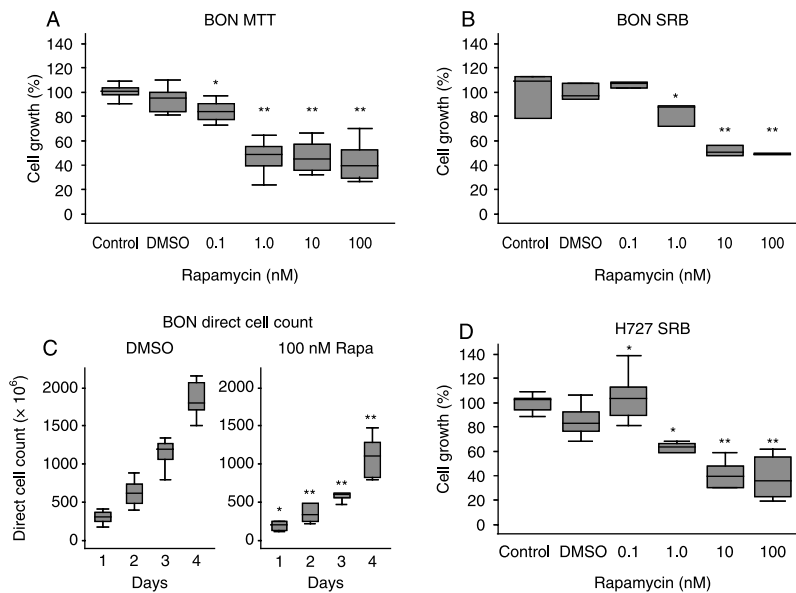 A
BON MTT
Cell growth (%)
140
120
100
80
60
40
20
0
*
**
**
**
Control DMSO 0.1 1.0 10 100
Rapamycin (nM)
B
BON SRB
Cell growth (%)
140
120
100
80
60
40
20
0
*
**
**
Control DMSO 0.1 1.0 10 100
Rapamycin (nM)
BON direct cell count
C
DMSO
Direct cell count (× 10⁶)
2000
1500
1000
500
0
1 2 3 4
Days
100 nM Rapa
2000
1500
1000
500
0
*
**
**
**
1 2 3 4
Days
D
H727 SRB
Cell growth (%)
140
120
100
80
60
40
20
0
*
*
**
**
Control DMSO 0.1 1.0 10 100
Rapamycin (nM)